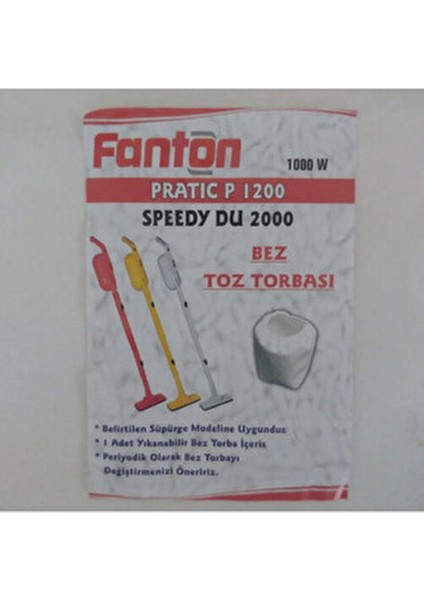 Fanton
1000 W
PRATIC P 1200
SPEEDY DU 2000
BEZ
TOZ TORBASI
* Belirtilen Süpürge Modeline Uygundur
* 1 Adet Yıkanabilir Bez Torba İçerir
* Periyodik Olarak Bez Torbayı
Değiştirmenizi Öneririz.